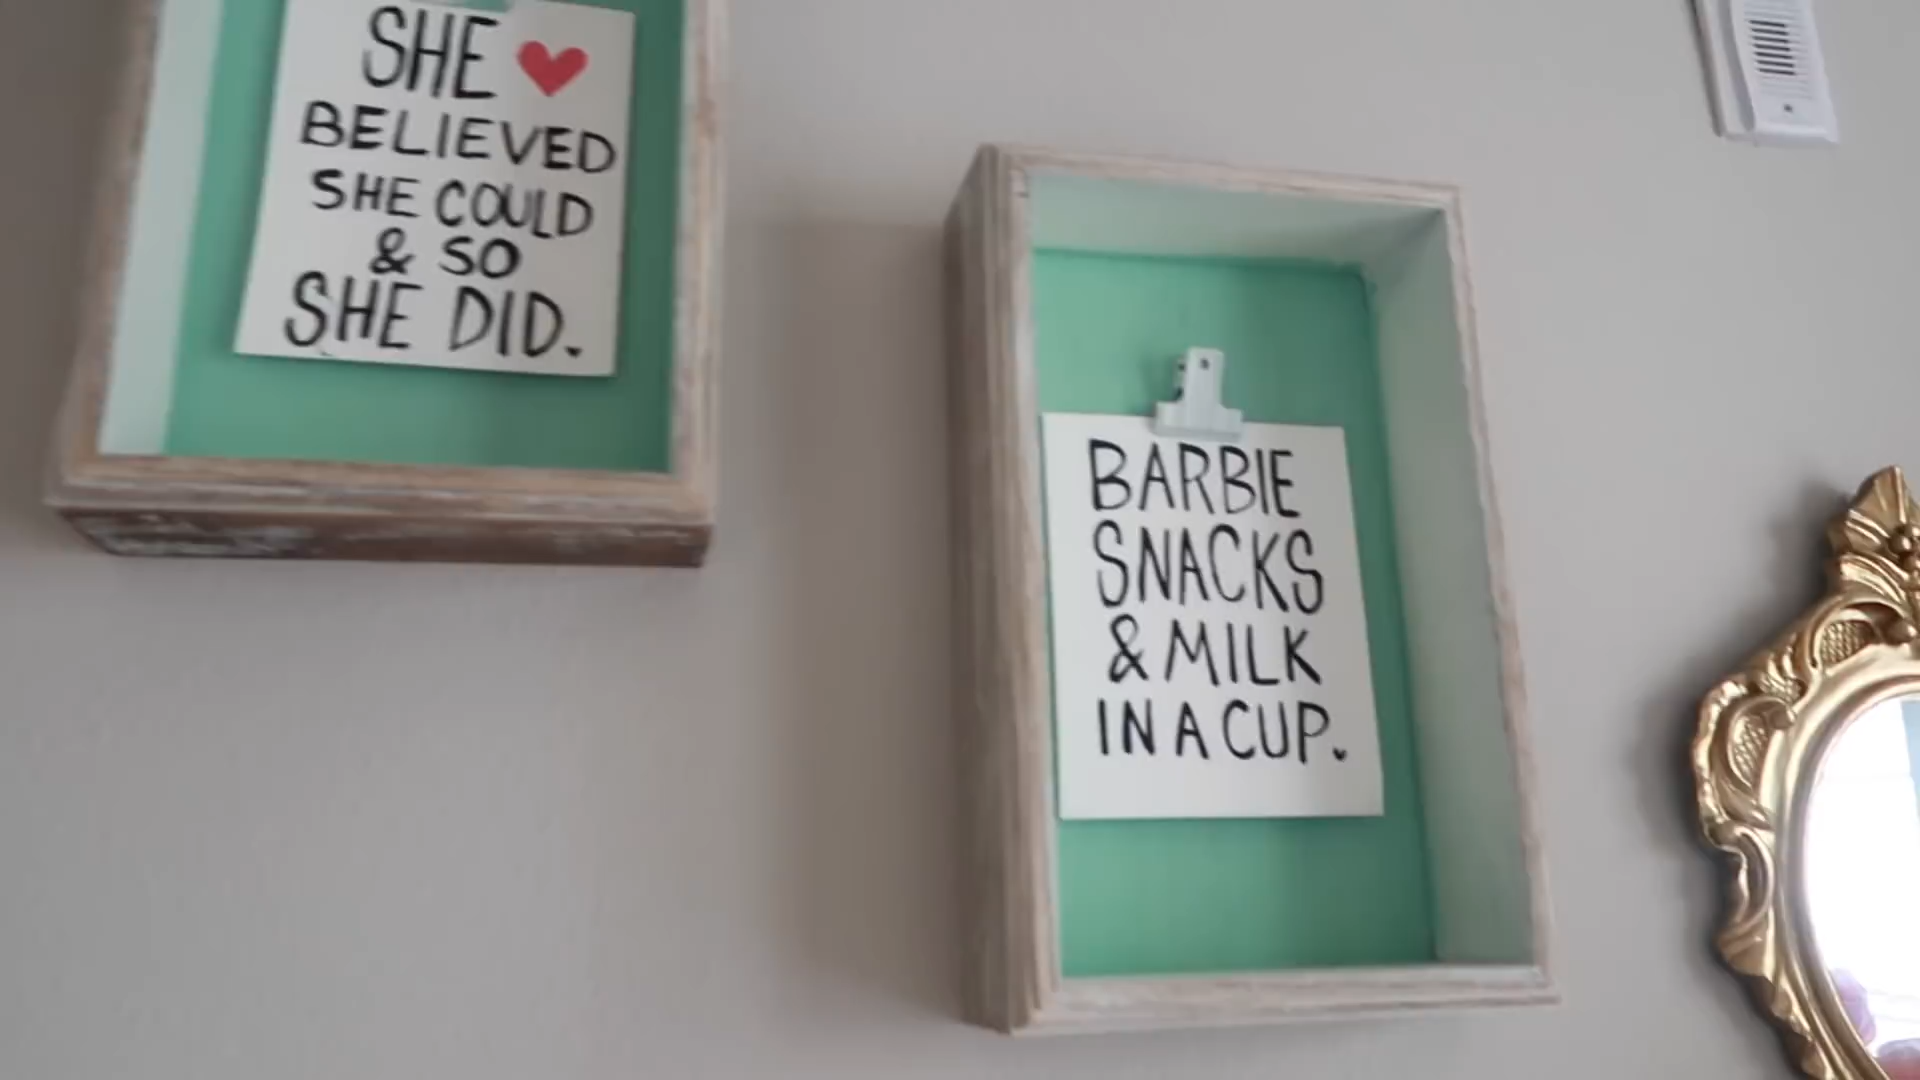 SHE
BELIEVED
SHE COULD
& SO
SHE DID.
BARBIE
SNACKS
& MILK
IN A CUP.